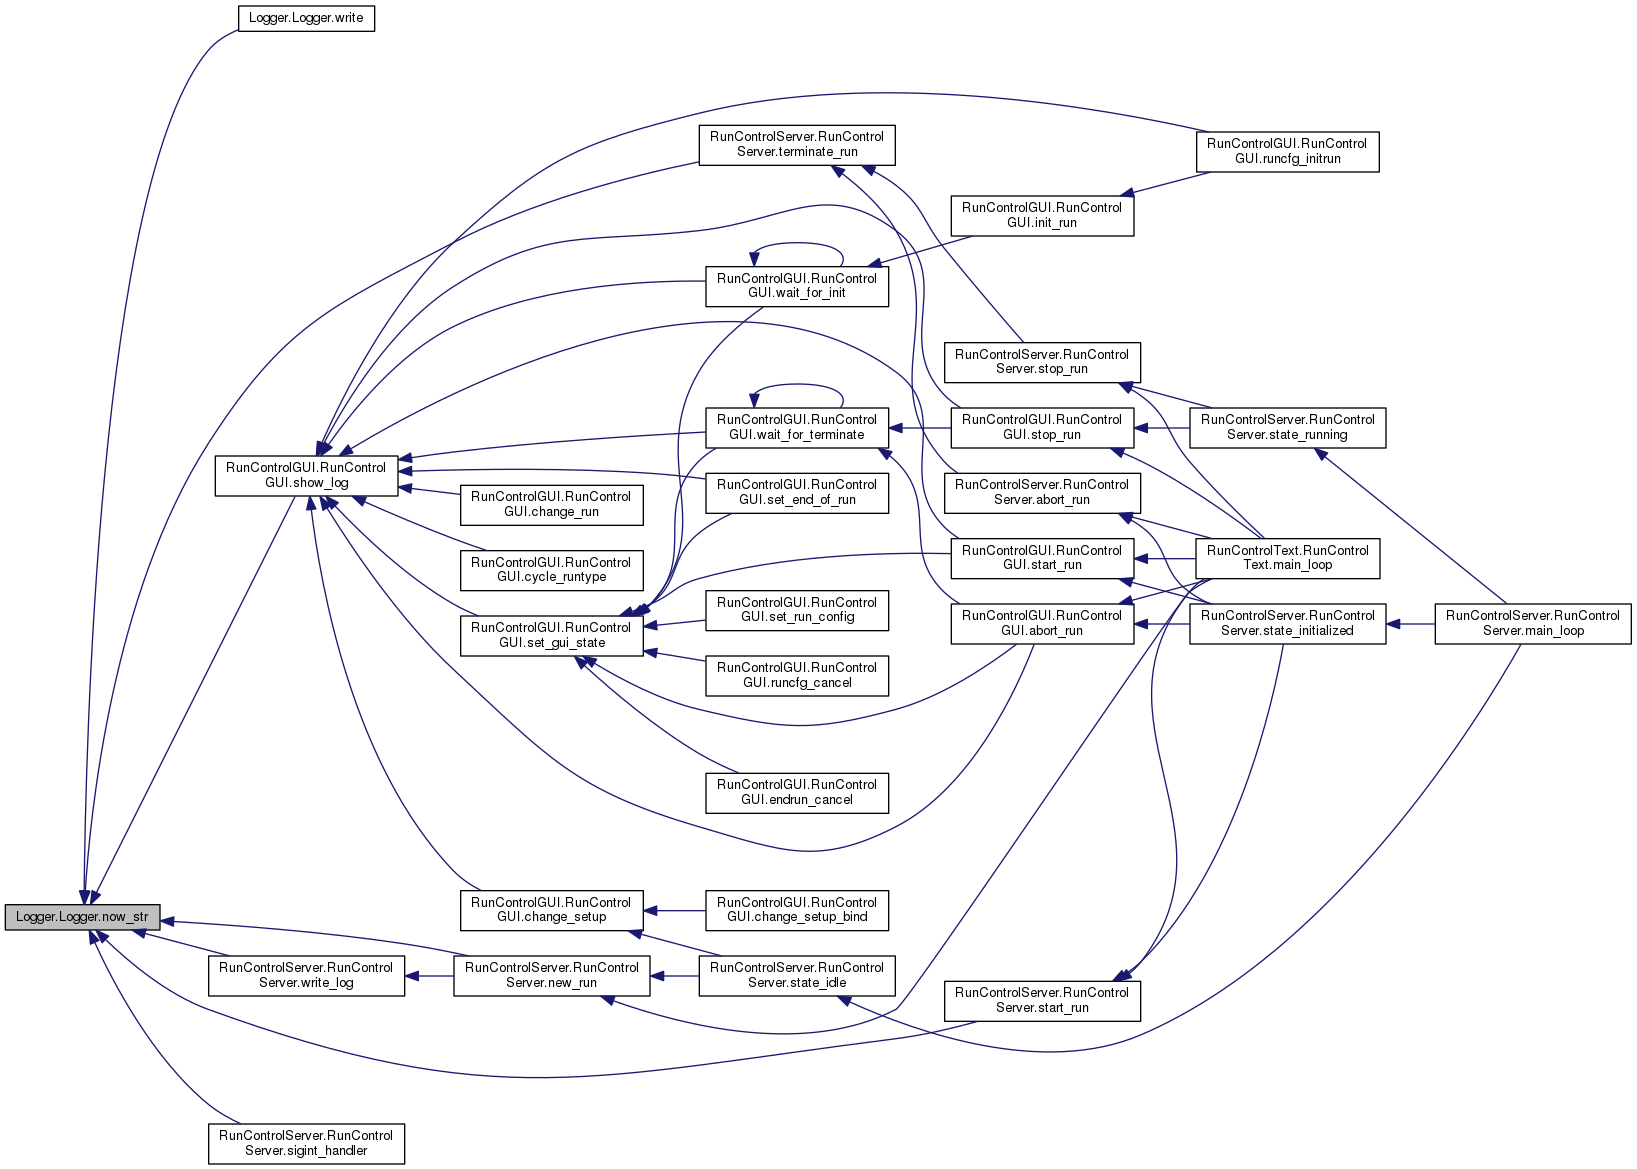 Logger.Logger.write
RunControlServer.RunControl
Server.terminate_run
RunControlGUI.RunControl
GUI.runcfg_initrun
RunControlGUI.RunControl
GUI.init_run
RunControlGUI.RunControl
GUI.wait_for_init
RunControlServer.RunControl
Server.stop_run
RunControlGUI.RunControl
GUI.wait_for_terminate
RunControlGUI.RunControl
GUI.stop_run
RunControlServer.RunControl
Server.state_running
RunControlGUI.RunControl
GUI.show_log
RunControlGUI.RunControl
GUI.change_run
RunControlGUI.RunControl
GUI.set_end_of_run
RunControlServer.RunControl
Server.abort_run
RunControlGUI.RunControl
GUI.cycle_runtype
RunControlGUI.RunControl
GUI.start_run
RunControlText.RunControl
Text.main_loop
RunControlGUI.RunControl
GUI.set_gui_state
RunControlGUI.RunControl
GUI.set_run_config
RunControlGUI.RunControl
GUI.abort_run
RunControlServer.RunControl
Server.state_initialized
RunControlServer.RunControl
Server.main_loop
RunControlGUI.RunControl
GUI.runcfg_cancel
RunControlGUI.RunControl
GUI.endrun_cancel
Logger.Logger.now_str
RunControlGUI.RunControl
GUI.change_setup
RunControlGUI.RunControl
GUI.change_setup_bind
RunControlServer.RunControl
Server.write_log
RunControlServer.RunControl
Server.new_run
RunControlServer.RunControl
Server.state_idle
RunControlServer.RunControl
Server.start_run
RunControlServer.RunControl
Server.sigint_handler